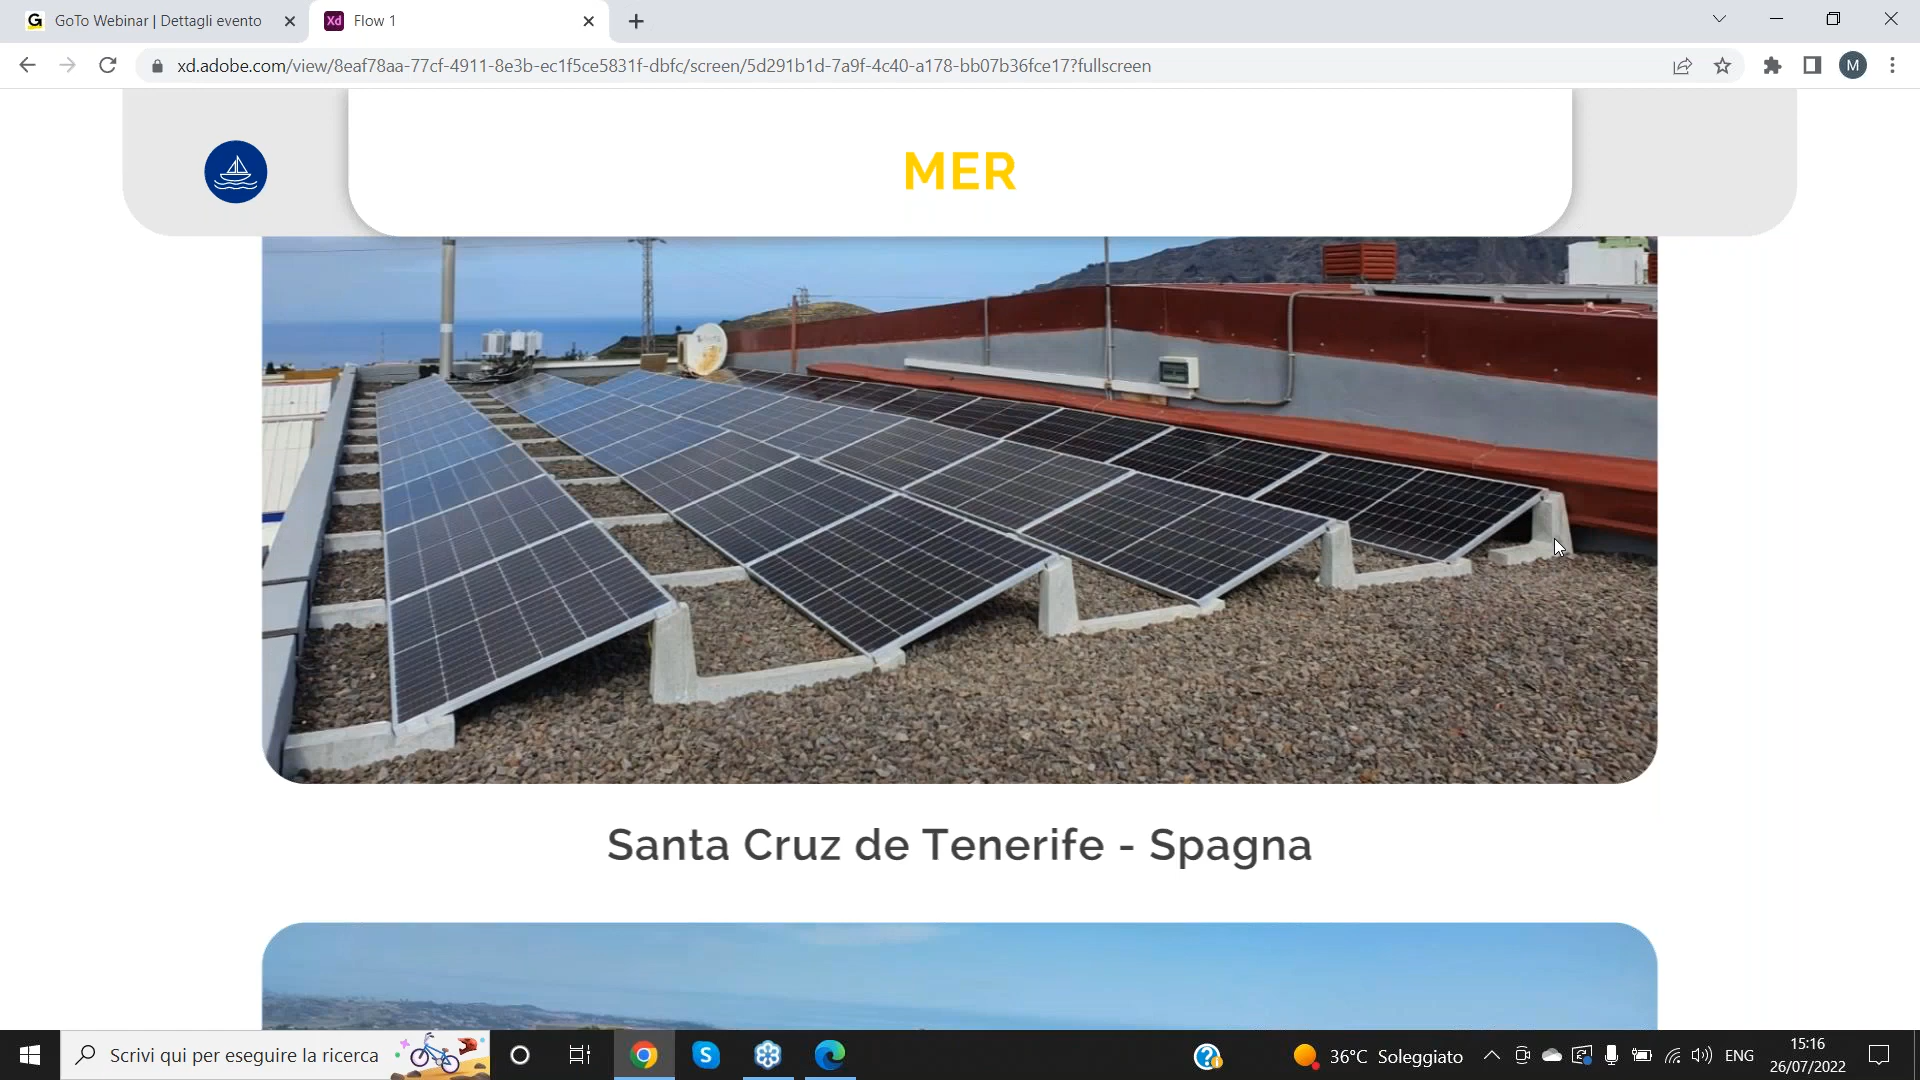 GoTo Webinar | Dettagli evento
Xd
Flow 1
xd.adobe.com/view/8eaf78aa-77cf-4911-8e3b-ec1f5ce5831f-dbfc/screen/5d291b1d-7a9f-4c40-a178-bb07b36fce17?fullscreen
M
MER
Santa Cruz de Tenerife - Spagna
Scrivi qui per eseguire la ricerca
36°C Soleggiato
ENG
15:16
26/07/2022